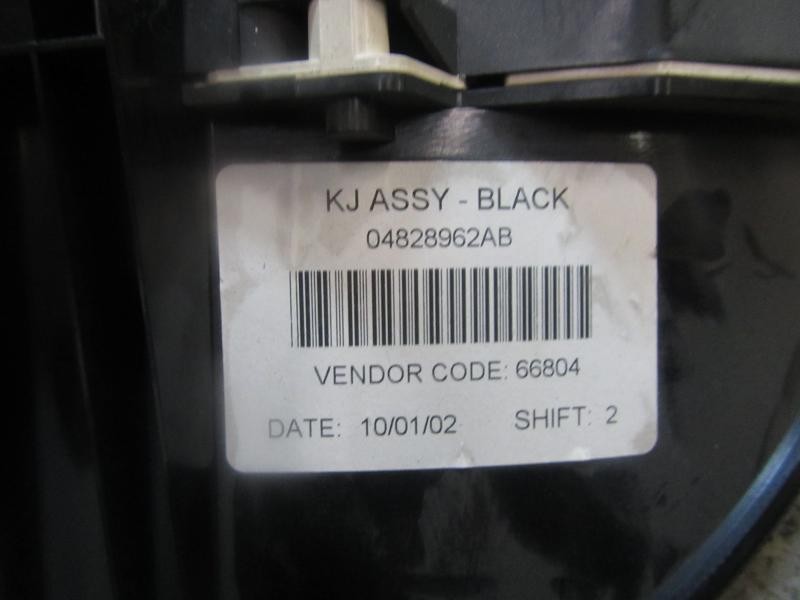 KJ ASSY - BLACK
04828962AB
VENDOR CODE: 66804
DATE: 10/01/02 SHIFT: 2